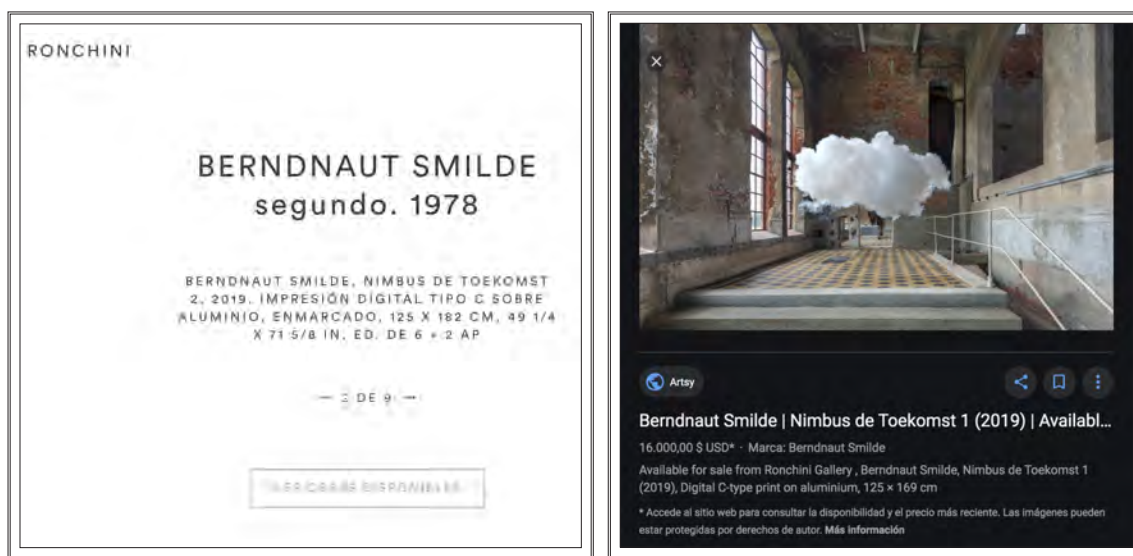 RONCHINI
BERNDNAUT SMILDE
segundo. 1978
BERNDNAUT SMILDE, NIMBUS DE TOEKOMST
2, 2019. IMPRESIÓN DIGITAL TIPO C SOBRE
ALUMINIO, ENMARCADO, 125 X 182 CM, 49 1/4
X 71 5/8 IN, ED. DE 6 + 2 AP
DE 9
Artsy
Berndnaut Smilde | Nimbus de Toekomst 1 (2019) | Availabl...
16.000,00 $ USD* · Marca: Berndnaut Smilde
Available for sale from Ronchini Gallery , Berndnaut Smilde, Nimbus de Toekomst 1
(2019), Digital C-type print on aluminium, 125 × 169 cm
* Accede al sitio web para consultar la disponibilidad y el precio más reciente. Las imágenes pueden
estar protegidas por derechos de autor. Más información